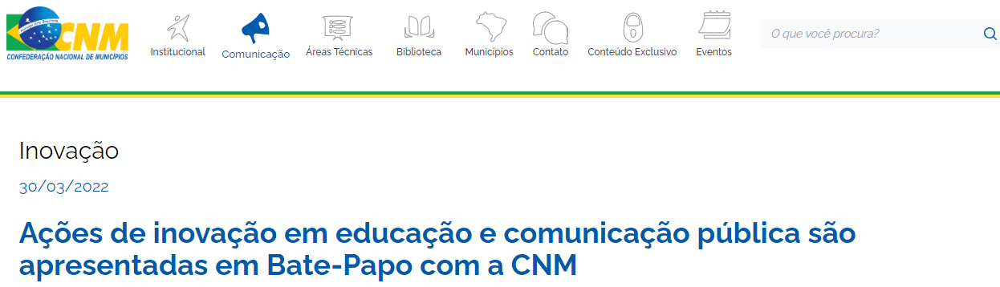 CNM
CONFEDERAÇÃO NACIONAL DE MUNICÍPIOS
Institucional
Comunicação
Áreas Técnicas
Biblioteca
Municípios
Contato
Conteúdo Exclusivo
Eventos
O que você procura?
Inovação
30/03/2022
Ações de inovação em educação e comunicação pública são
apresentadas em Bate-Papo com a CNM